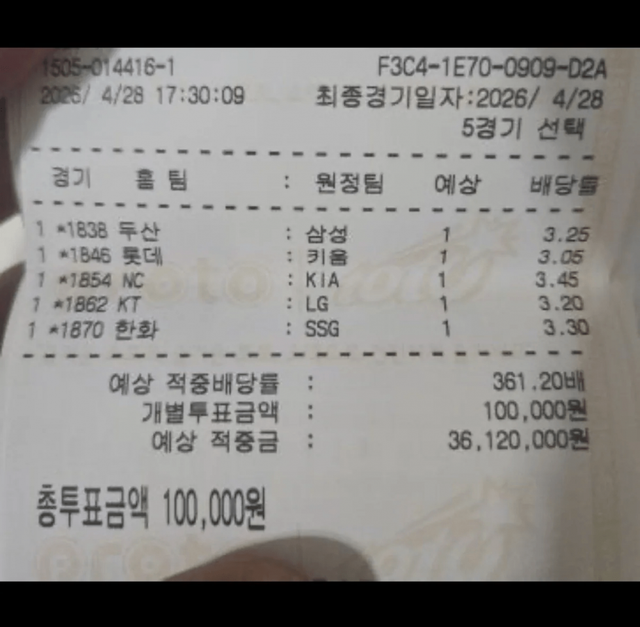 1505-014416-1 F3C4-1E70-0909-D2A
2026/ 4/28 17:30:09 최종경기일자:2026/ 4/28
5경기 선택
경기 홈 팀 : 원정팀 예상 배당률
1 *1838 두산 : 삼성 1 3.25
1 *1846 롯데 : 키움 1 3.05
1 *1854 NC : KIA 1 3.45
1 *1862 KT : LG 1 3.20
1 *1870 한화 : SSG 1 3.30
예상 적중배당률 : 361.20배
개별투표금액 : 100,000원
예상 적중금 : 36,120,000원
총투표금액 100,000원
proto